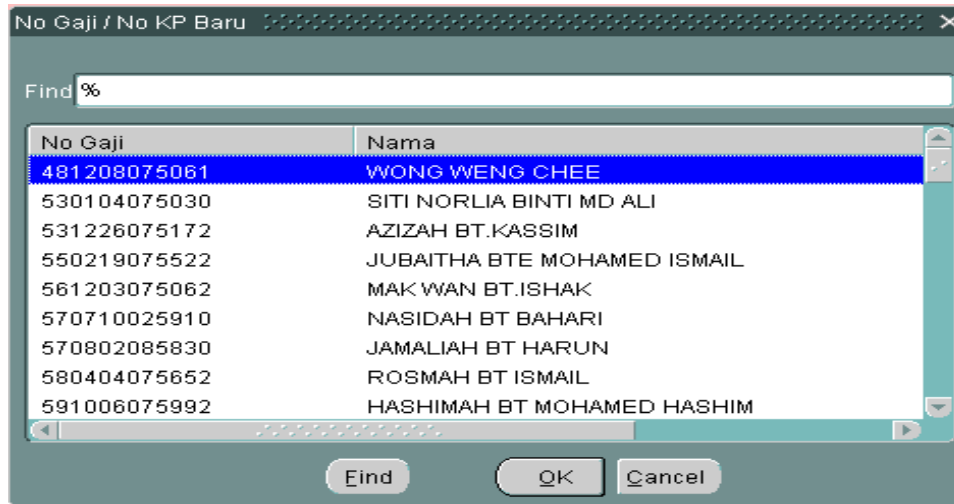 No Gaji / No KP Baru
Find %
No Gaji Nama
481208075061 WONG WENG CHEE
530104075030 SITI NORLIA BINTI MD ALI
531226075172 AZIZAH BT.KASSIM
550219075522 JUBAITHA BTE MOHAMED ISMAIL
561203075062 MAK WAN BT.ISHAK
570710025910 NASIDAH BT BAHARI
570802085830 JAMALIAH BT HARUN
580404075652 ROSMAH BT ISMAIL
591006075992 HASHIMAH BT MOHAMED HASHIM
Find OK Cancel